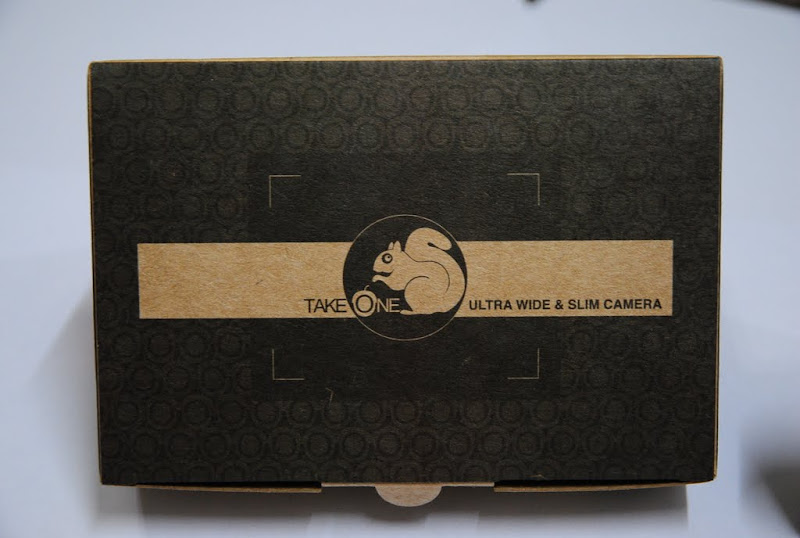 TAKE ONE
ULTRA WIDE & SLIM CAMERA